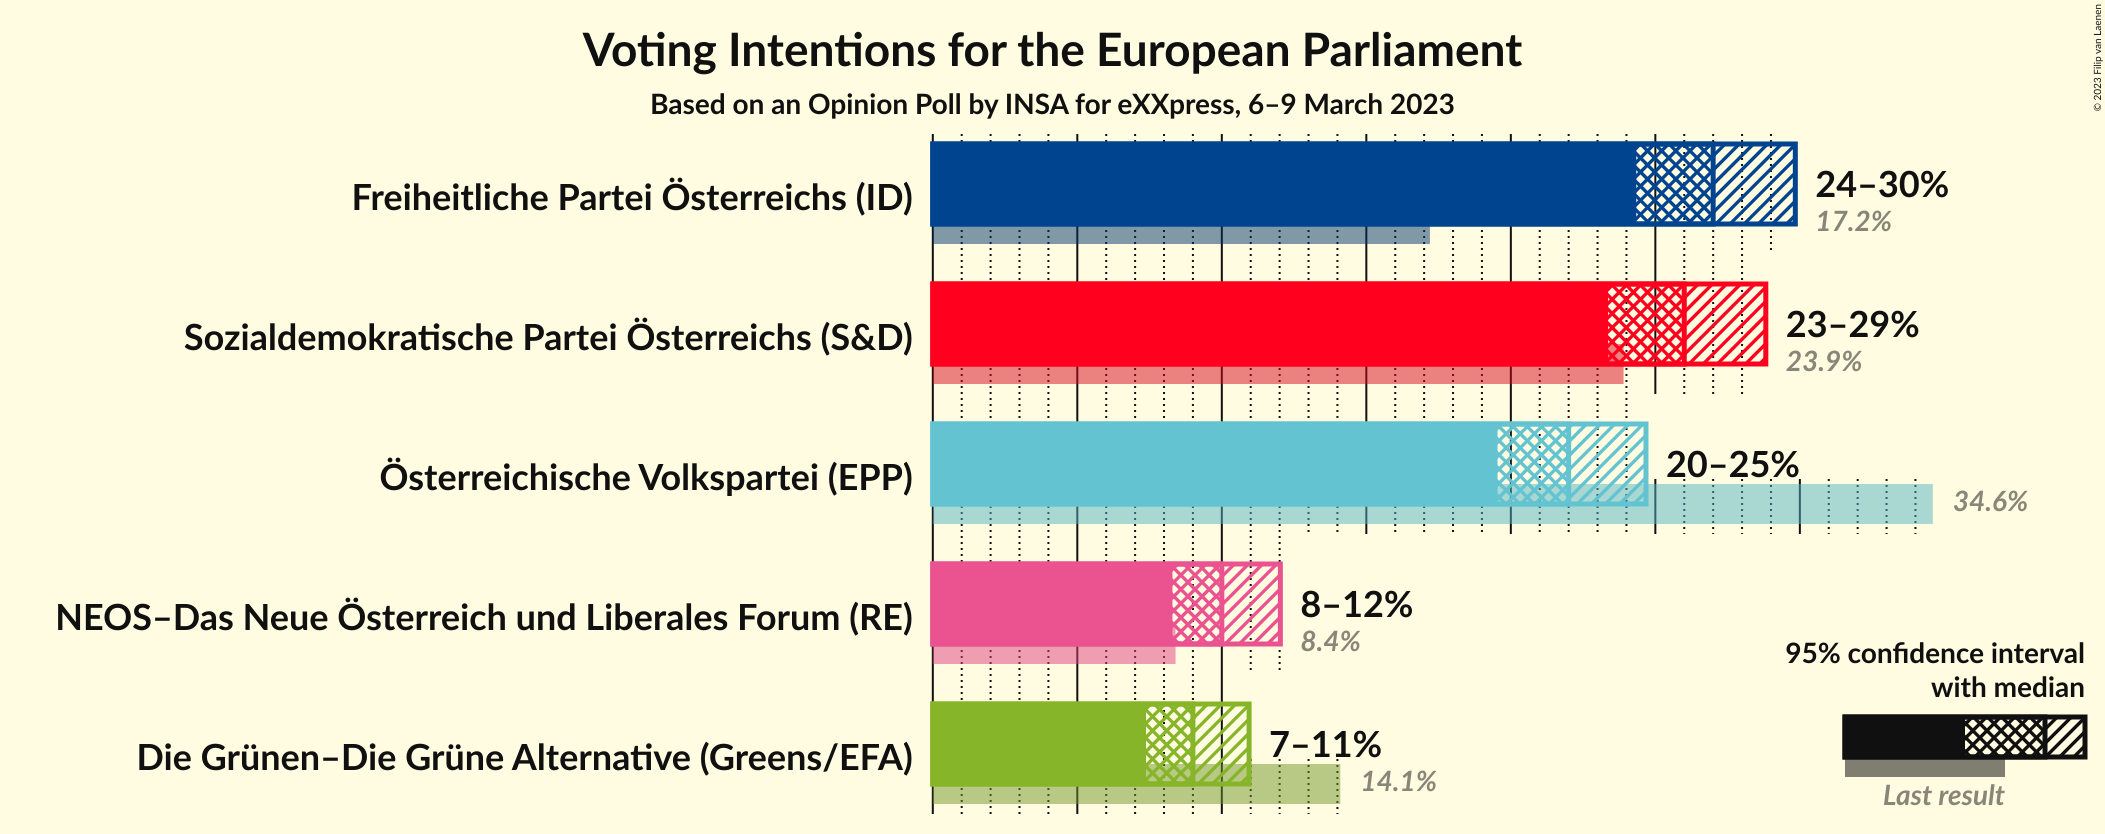 Voting Intentions for the European Parliament
Based on an Opinion Poll by INSA for eXXpress, 6–9 March 2023
© 2023 Filip van Laenen
Freiheitliche Partei Österreichs (ID)
24–30%
17.2%
Sozialdemokratische Partei Österreichs (S&D)
23–29%
23.9%
Österreichische Volkspartei (EPP)
20–25%
34.6%
NEOS–Das Neue Österreich und Liberales Forum (RE)
8–12%
8.4%
Die Grünen–Die Grüne Alternative (Greens/EFA)
7–11%
14.1%
95% confidence interval
with median
Last result